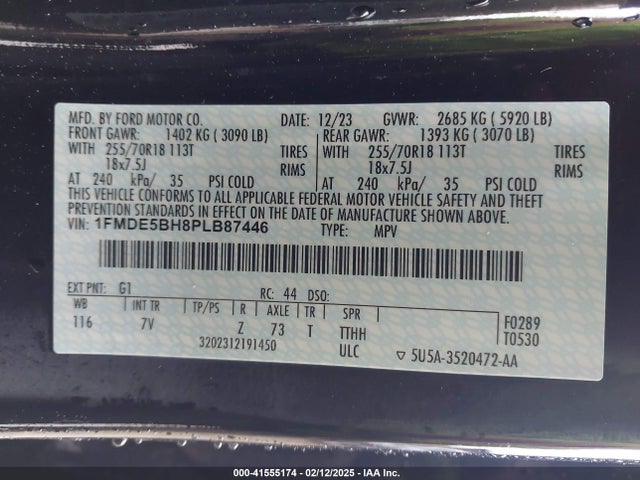 MFD. BY FORD MOTOR CO. DATE: 12/23 GVWR: 2685 KG ( 5920 LB)
FRONT GAWR: 1402 KG ( 3090 LB) REAR GAWR: 1393 KG ( 3070 LB)
WITH 255/70R18 113T TIRES WITH 255/70R18 113T TIRES
18x7.5J RIMS 18x7.5J RIMS
AT 240 kPa/ 35 PSI COLD AT 240 kPa/ 35 PSI COLD
THIS VEHICLE CONFORMS TO ALL APPLICABLE FEDERAL MOTOR VEHICLE SAFETY AND THEFT
PREVENTION STANDARDS IN EFFECT ON THE DATE OF MANUFACTURE SHOWN ABOVE.
VIN: 1FMDE5BH8PLB87446 TYPE: MPV
EXT PNT: G1 RC: 44 DSO:
WB INT TR TP/PS R AXLE TR SPR F0289
116 7V Z 73 T TTHH T0530
3202312191450 ULC ▽ 5U5A-3520472-AA
000-41555174 - 02/12/2025 - IAA Inc.